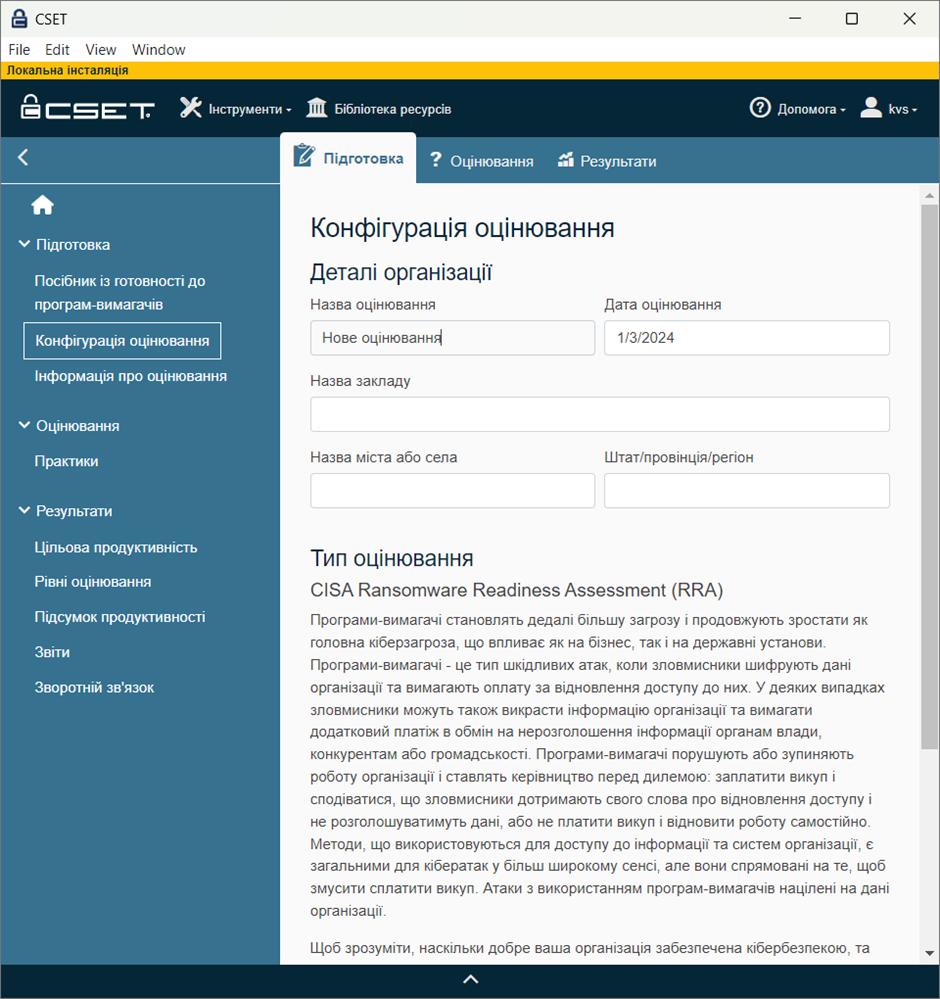 CSET
File Edit View Window
Локальна інсталяція
CSET Інструменти Бібліотека ресурсів Допомога kvs
Підготовка ? Оцінювання Результати
Підготовка
Посібник із готовності до
програм-вимагачів
Конфігурація оцінювання
Інформація про оцінювання
Оцінювання
Практики
Результати
Цільова продуктивність
Рівні оцінювання
Підсумок продуктивності
Звіти
Зворотній зв'язок
Конфігурація оцінювання
Деталі організації
Назва оцінювання Дата оцінювання
Нове оцінювання 1/3/2024
Назва закладу
Назва міста або села Штат/провінція/регіон
Тип оцінювання
CISA Ransomware Readiness Assessment (RRA)
Програми-вимагачі становлять дедалі більшу загрозу і продовжують зростати як
головна кіберзагроза, що впливає як на бізнес, так і на державні установи.
Програми-вимагачі - це тип шкідливих атак, коли зловмисники шифрують дані
організації та вимагають оплату за відновлення доступу до них. У деяких випадках
зловмисники можуть також викрасти інформацію організації та вимагати
додатковий платіж в обмін на нерозголошення інформації органам влади,
конкурентам або громадськості. Програми-вимагачі порушують або зупиняють
роботу організації і ставлять керівництво перед дилемою: заплатити викуп і
сподіватися, що зловмисники дотримають свого слова про відновлення доступу і
не розголошуватимуть дані, або не платити викуп і відновити роботу самостійно.
Методи, що використовуються для доступу до інформації та систем організації, є
загальними для кібератак у більш широкому сенсі, але вони спрямовані на те, щоб
змусити сплатити викуп. Атаки з використанням програм-вимагачів націлені на дані
організації.
Щоб зрозуміти, наскільки добре ваша організація забезпечена кібербезпекою, та